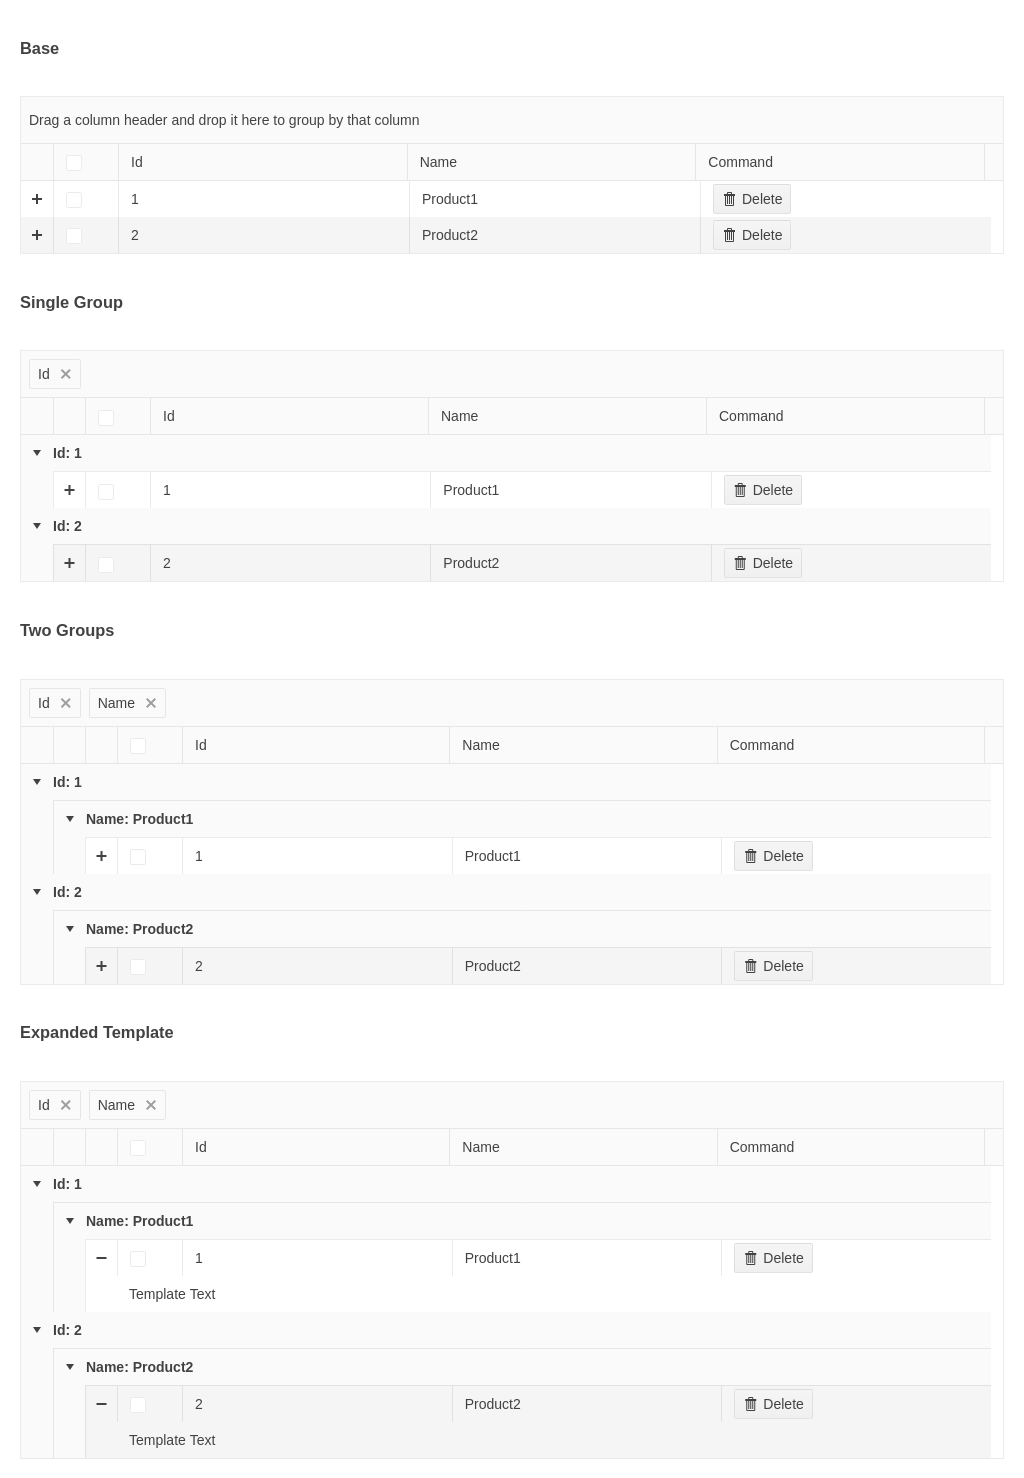 Base
Drag a column header and drop it here to group by that column
Id Name Command
1 Product1 Delete
2 Product2 Delete
Single Group
Id
Id Name Command
Id: 1
1 Product1 Delete
Id: 2
2 Product2 Delete
Two Groups
Id Name
Id Name Command
Id: 1
Name: Product1
1 Product1 Delete
Id: 2
Name: Product2
2 Product2 Delete
Expanded Template
Id Name
Id Name Command
Id: 1
Name: Product1
1 Product1 Delete
Template Text
Id: 2
Name: Product2
2 Product2 Delete
Template Text